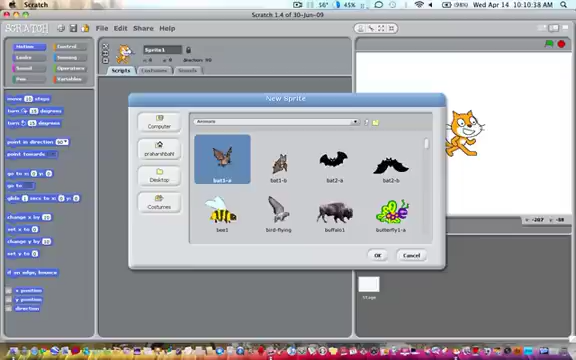 Scratch
56°
45%
(98%)
Wed Apr 14 10:10:38 AM
Scratch 1.4 of 30-Jun-09
SCRATCH
File Edit Share Help
Motion
Control
Looks
Sensing
Sound
Operators
Pen
Variables
Sprite1
Scripts
Costumes
Sounds
move 10 steps
turn 15 degrees
turn 15 degrees
point in direction 90
point towards
go to x: 0 y: 0
go to
glide 1 secs to x: 0 y: 0
change x by 10
set x to 0
change y by 10
set y to 0
if on edge, bounce
x position
y position
direction
New Sprite
Computer
Desktop
Costumes
Animals
bat1-a
bat1-b
bat2-a
bat2-b
bee1
bird-flying
buffalo1
butterfly1-a
OK
Cancel
Stage